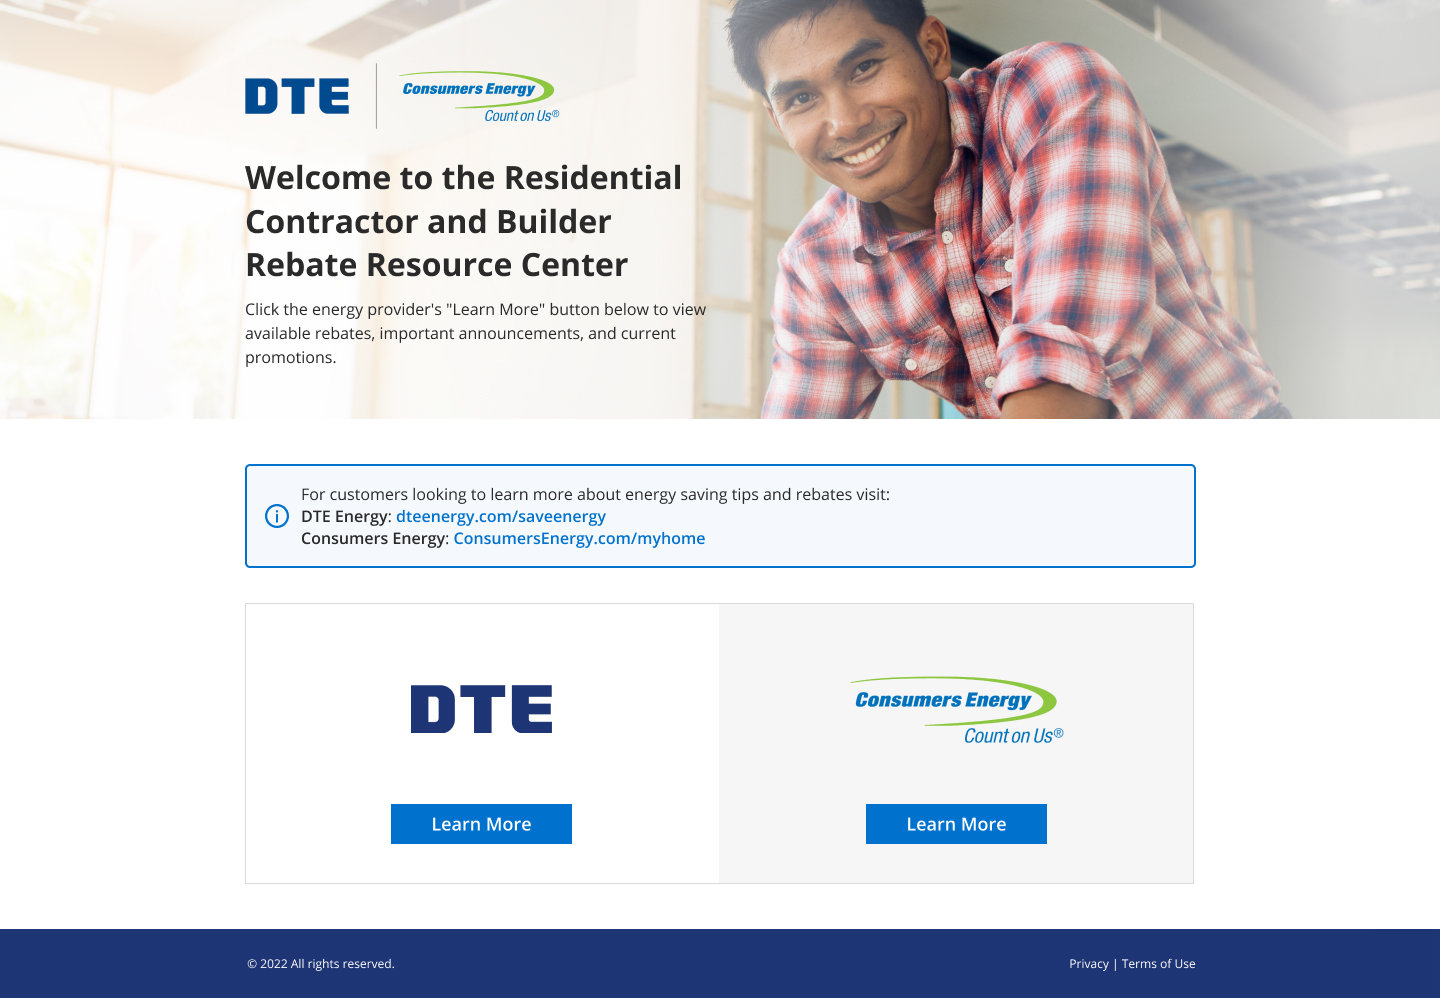 DTE
Consumers Energy
Count on Us®
Welcome to the Residential
Contractor and Builder
Rebate Resource Center
Click the energy provider's "Learn More" button below to view
available rebates, important announcements, and current
promotions.
For customers looking to learn more about energy saving tips and rebates visit:
DTE Energy: dteenergy.com/saveenergy
Consumers Energy: ConsumersEnergy.com/myhome
DTE
Consumers Energy
Count on Us®
Learn More
Learn More
© 2022 All rights reserved.
Privacy | Terms of Use